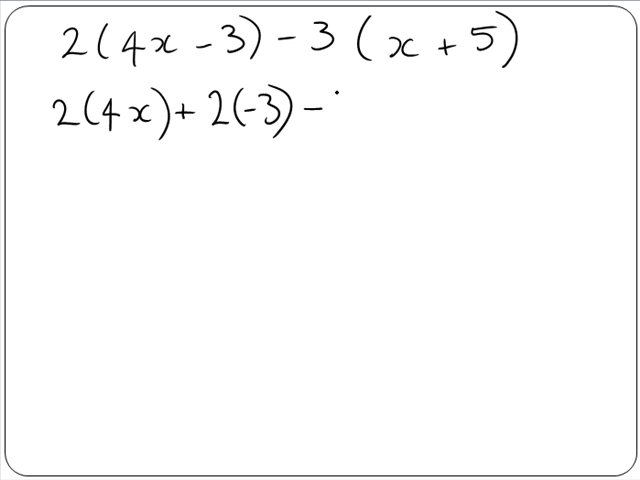 2(4x - 3) - 3(x + 5)
2(4x) + 2(-3) -